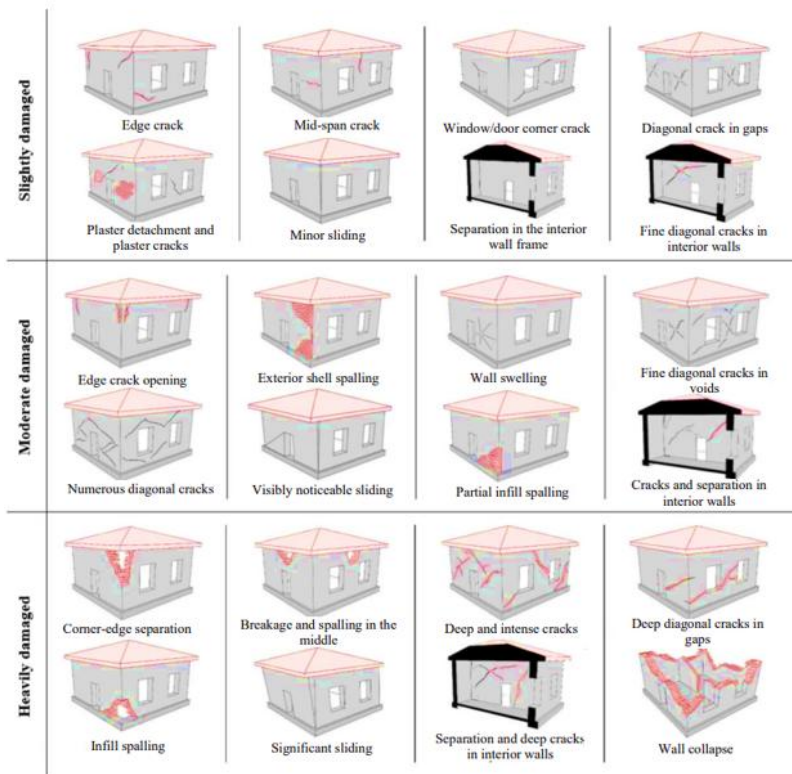 Slightly damaged
Edge crack
Mid-span crack
Window/door corner crack
Diagonal crack in gaps
Plaster detachment and
plaster cracks
Minor sliding
Separation in the interior
wall frame
Fine diagonal cracks in
interior walls
Moderate damaged
Edge crack opening
Exterior shell spalling
Wall swelling
Fine diagonal cracks in
voids
Numerous diagonal cracks
Visibly noticeable sliding
Partial infill spalling
Cracks and separation in
interior walls
Heavily damaged
Corner-edge separation
Breakage and spalling in the
middle
Deep and intense cracks
Deep diagonal cracks in
gaps
Infill spalling
Significant sliding
Separation and deep cracks
in interior walls
Wall collapse